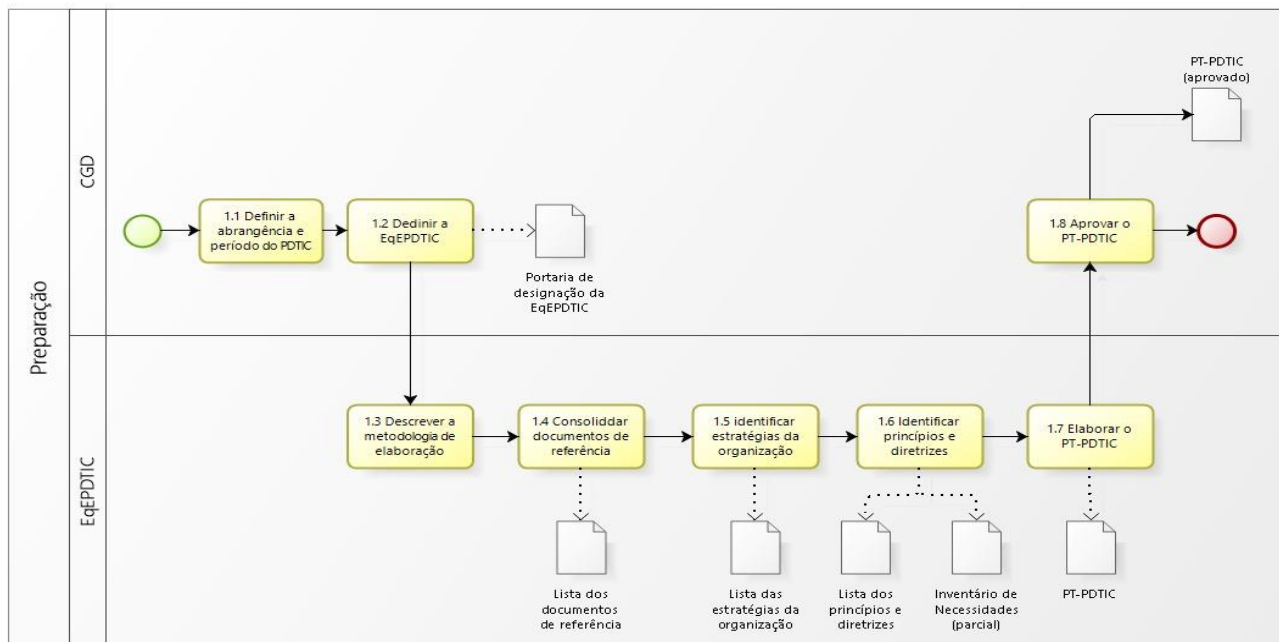 Preparação
CGD
1.1 Definir a
abrangência e
período do PDTIC
1.2 Dedinir a
EqEPDTIC
Portaria de
designação da
EqEPDTIC
1.8 Aprovar o
PT-PDTIC
PT-PDTIC
(aprovado)
EqEPDTIC
1.3 Descrever a
metodologia de
elaboração
1.4 Consoliddar
documentos de
referência
1.5 identificar
estratégias da
organização
1.6 Identificar
princípios e
diretrizes
1.7 Elaborar o
PT-PDTIC
Lista dos
documentos
de referência
Lista das
estratégias da
organização
Lista dos
princípios e
diretrizes
Inventário de
Necessidades
(parcial)
PT-PDTIC